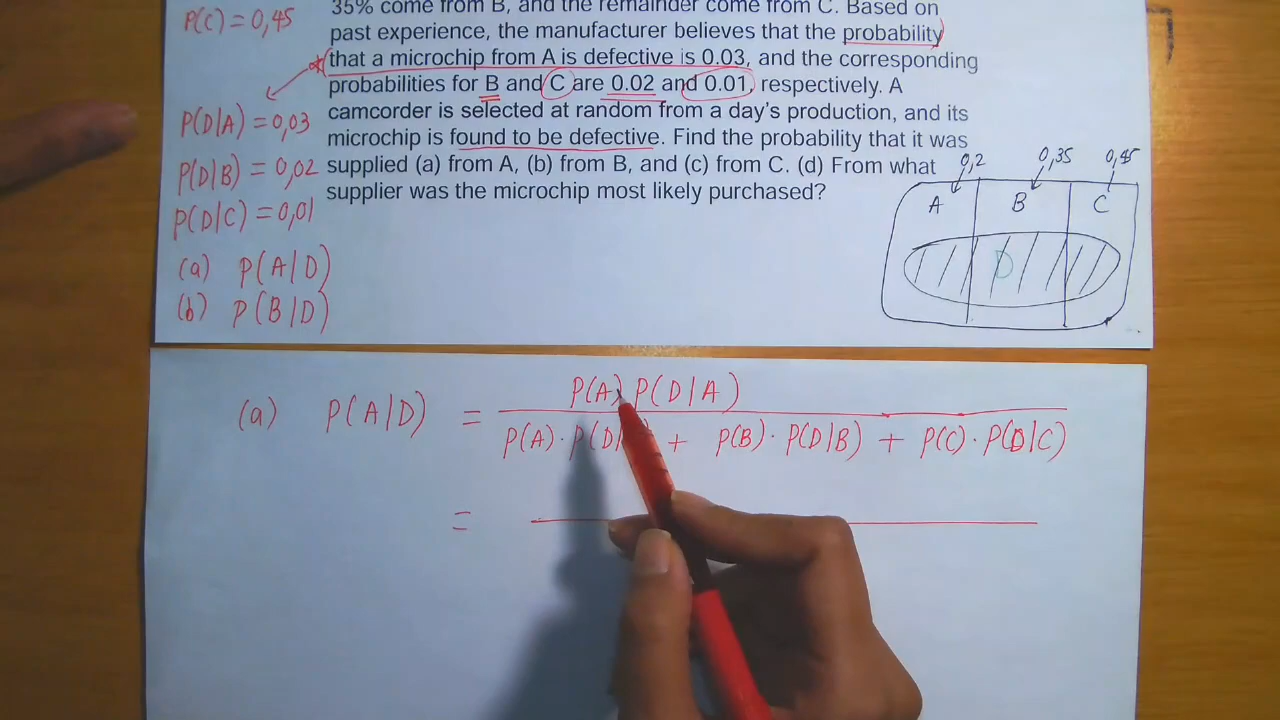 P(C) = 0,45
35% come from B, and the remainder come from C. Based on
past experience, the manufacturer believes that the probability
that a microchip from A is defective is 0.03, and the corresponding
probabilities for B and C are 0.02 and 0.01, respectively. A
camcorder is selected at random from a day's production, and its
microchip is found to be defective. Find the probability that it was
supplied (a) from A, (b) from B, and (c) from C. (d) From what
supplier was the microchip most likely purchased?
P(D|A) = 0,03
P(D|B) = 0,02
P(D|C) = 0,01
(a) P(A|D)
(b) P(B|D)
0,2 0,35 0,45
A B C
D
(a) P(A|D) = P(A) P(D|A)
P(A) · P(D| + P(B) · P(D|B) + P(C) · P(D|C)
=